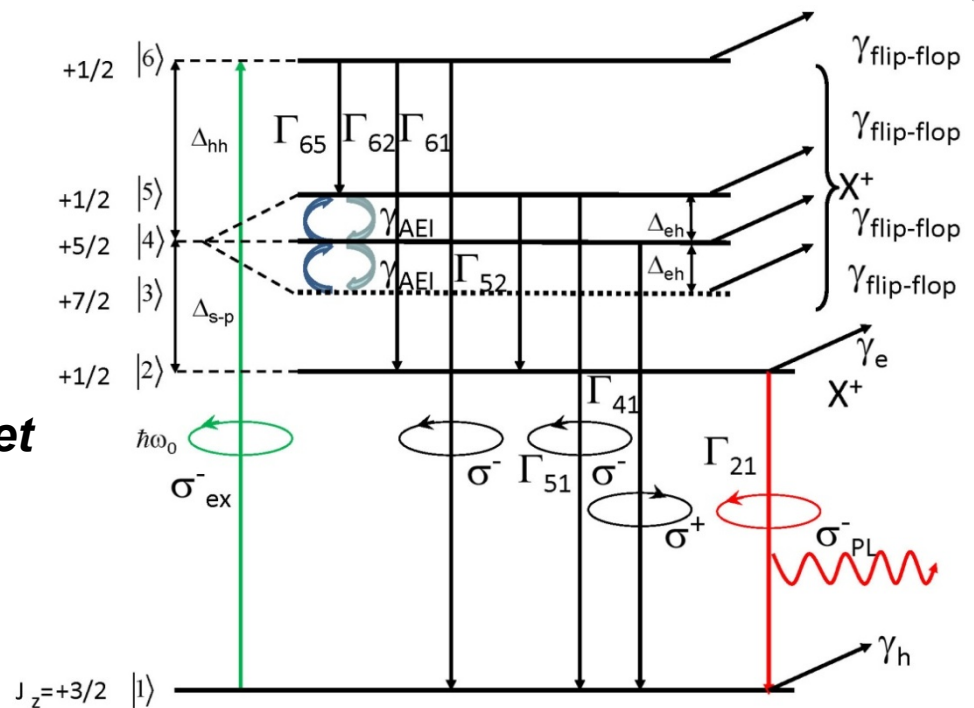 +1/2 |6⟩ γflip-flop
Δhh
Γ65 Γ62 Γ61
γflip-flop
X+
+1/2 |5⟩
γAEI Δeh
+5/2 |4⟩ γflip-flop
γAEI Γ52 Δeh
γflip-flop
+7/2 |3⟩
Δs-p
γe
+1/2 |2⟩
X+
Γ41
et
ħω0
Γ21
σ-ex σ- Γ51 σ-
σ+ σ-PL
γh
Jz=+3/2 |1⟩